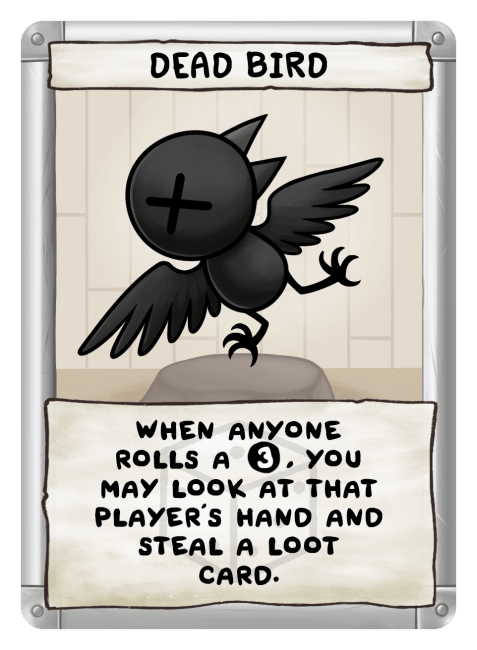 DEAD BIRD
WHEN ANYONE
ROLLS A 3, YOU
MAY LOOK AT THAT
PLAYER'S HAND AND
STEAL A LOOT
CARD.